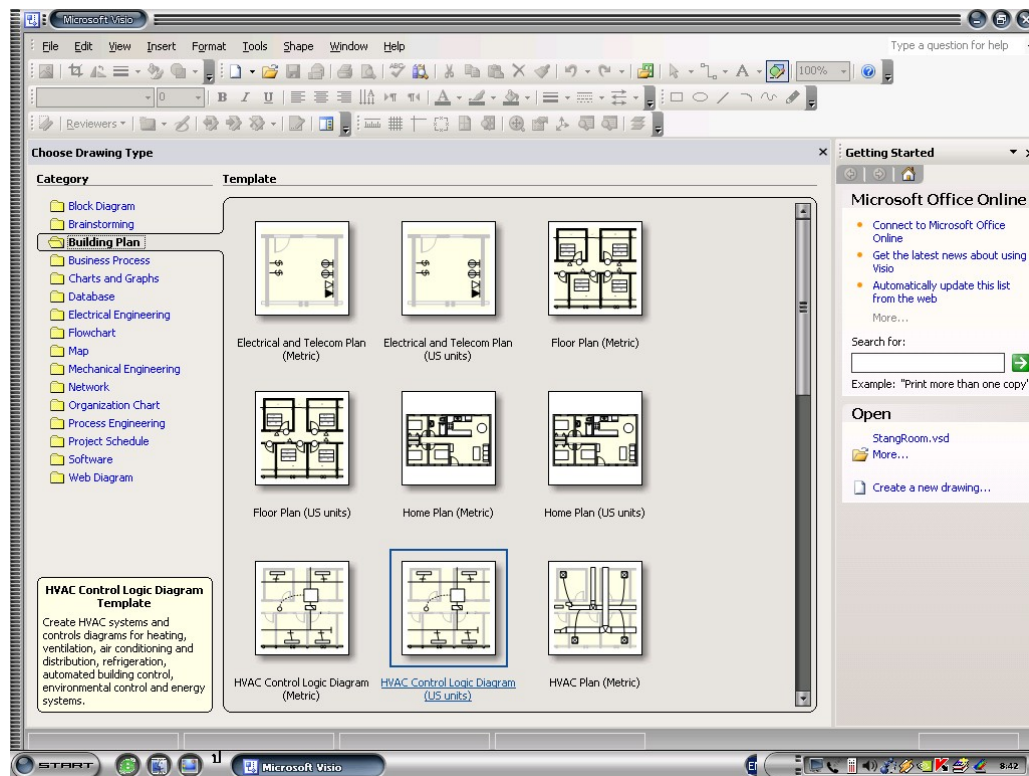 Microsoft Visio
File Edit View Insert Format Tools Shape Window Help
Type a question for help
100%
0 B I U A
Reviewers
Choose Drawing Type
Getting Started
Category
Template
Block Diagram
Brainstorming
Building Plan
Business Process
Charts and Graphs
Database
Electrical Engineering
Flowchart
Map
Mechanical Engineering
Network
Organization Chart
Process Engineering
Project Schedule
Software
Web Diagram
HVAC Control Logic Diagram
Template
Create HVAC systems and
controls diagrams for heating,
ventilation, air conditioning and
distribution, refrigeration,
automated building control,
environmental control and energy
systems.
Electrical and Telecom Plan
(Metric)
Electrical and Telecom Plan
(US units)
Floor Plan (Metric)
Floor Plan (US units)
Home Plan (Metric)
Home Plan (US units)
HVAC Control Logic Diagram
(Metric)
HVAC Control Logic Diagram
(US units)
HVAC Plan (Metric)
Microsoft Office Online
Connect to Microsoft Office
Online
Get the latest news about using
Visio
Automatically update this list
from the web
More...
Search for:
Example: "Print more than one copy"
Open
StangRoom.vsd
More...
Create a new drawing...
START
ป
Microsoft Visio
8:42